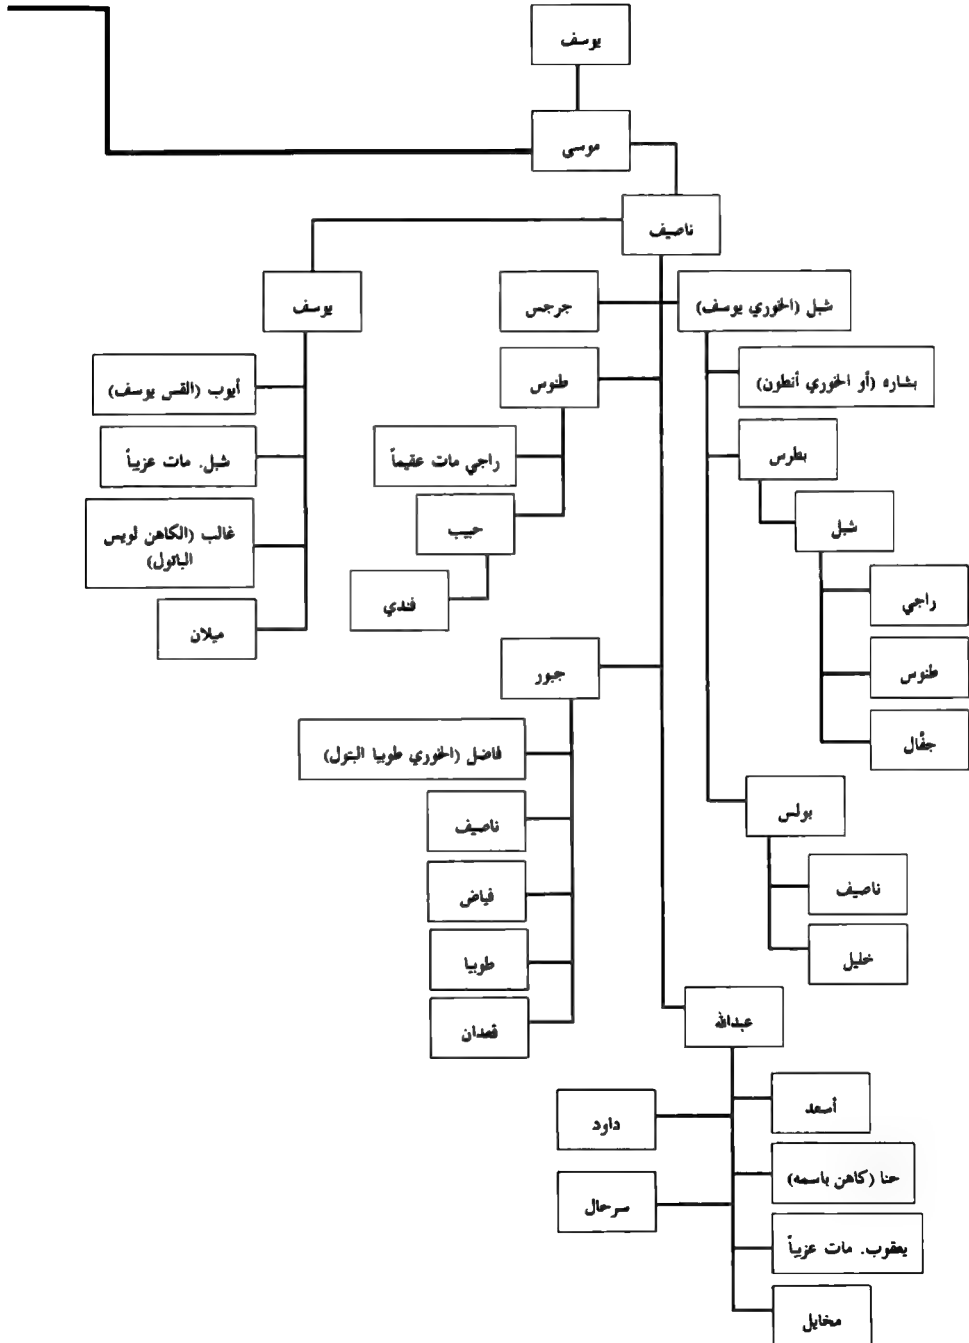 يوسف
موسى
ناصيف
يوسف
شبل (الخوري يوسف)
جرجس
بشاره (أو الخوري أنطون)
طنوس
أيوب (القس يوسف)
بطرس
راجي مات عقيماً
شبل. مات عزيباً
شبل
حبيب
غالب (الكاهن لويس
الباتول)
راجي
فندي
ميلان
طنوس
جبور
جفّال
فاضل (الخوري طوبيا البتول)
بولس
ناصيف
ناصيف
فياض
خليل
طوبيا
عبدالله
قعدان
أسعد
داود
حنا (كاهن باسمه)
سرحال
يعقوب. مات عزيباً
مخايل